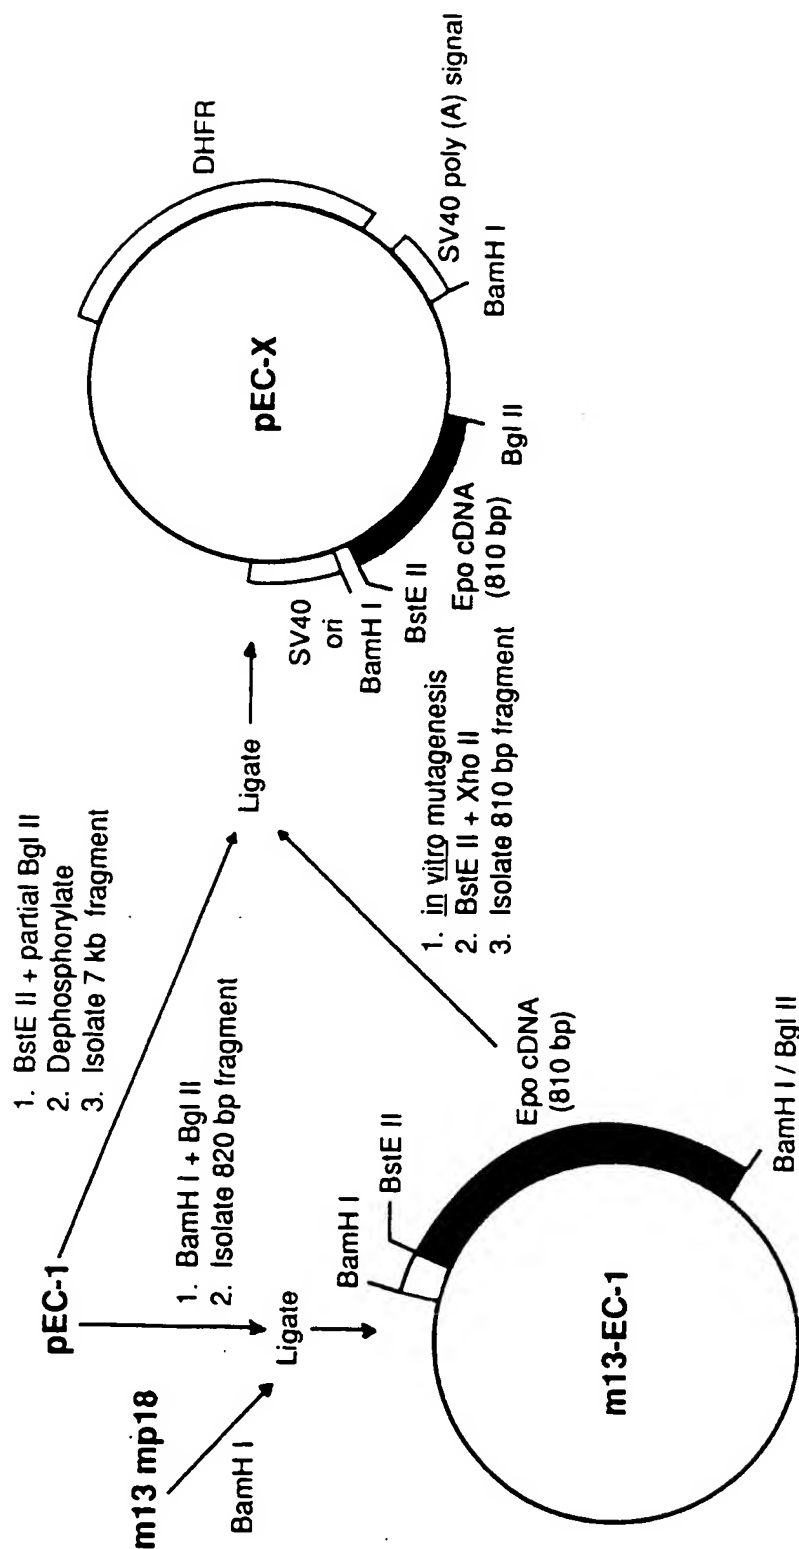 m13 mp18
BamH I
pEC-1
1. BamH I + Bgl II
2. Isolate 820 bp fragment
Ligate
1. BstE II + partial Bgl II
2. Dephosphorylate
3. Isolate 7 kb fragment
BamH I
BstE II
Epo cDNA
(810 bp)
BamH I / Bgl II
m13-EC-1
1. in vitro mutagenesis
2. BstE II + Xho II
3. Isolate 810 bp fragment
Ligate
SV40
ori
BamH I
BstE II
Epo cDNA
(810 bp)
Bgl II
BamH I
SV40 poly (A) signal
DHFR
pEC-X